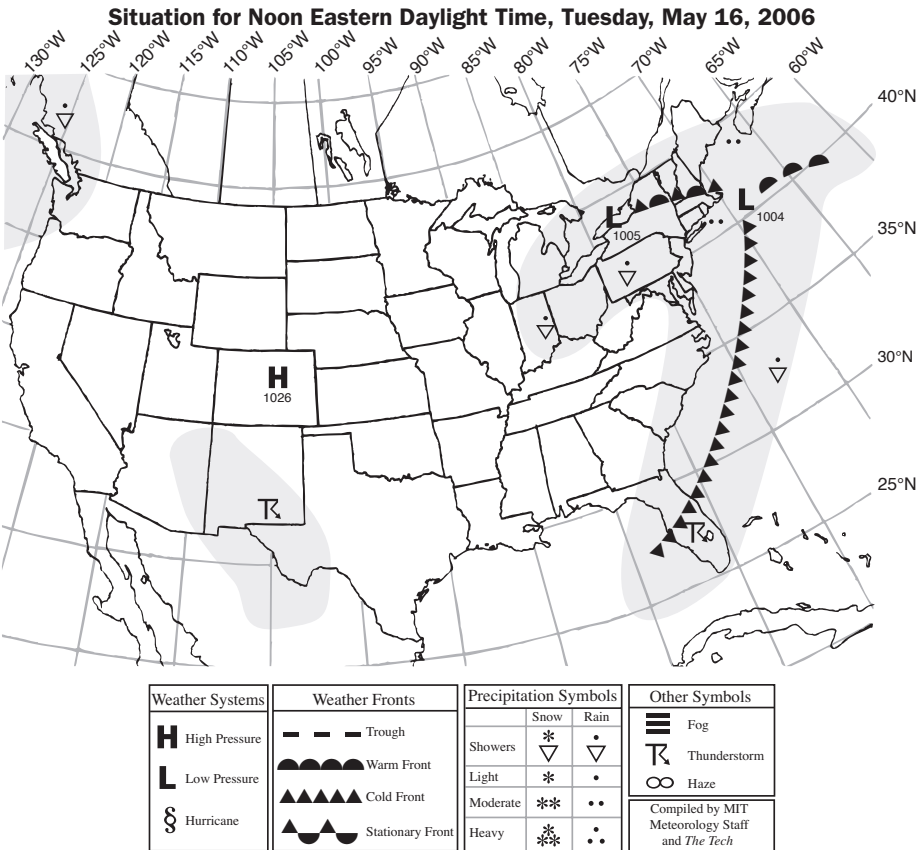 Situation for Noon Eastern Daylight Time, Tuesday, May 16, 2006
130°W
125°W
120°W
115°W
110°W
105°W
100°W
95°W
90°W
85°W
80°W
75°W
70°W
65°W
60°W
40°N
35°N
30°N
25°N
L
1005
L
1004
H
1026
Weather Systems
H High Pressure
L Low Pressure
§ Hurricane
Weather Fronts
Trough
Warm Front
Cold Front
Stationary Front
Precipitation Symbols
Snow Rain
Showers
Light
Moderate
Heavy
Other Symbols
Fog
Thunderstorm
Haze
Compiled by MIT
Meteorology Staff
and The Tech